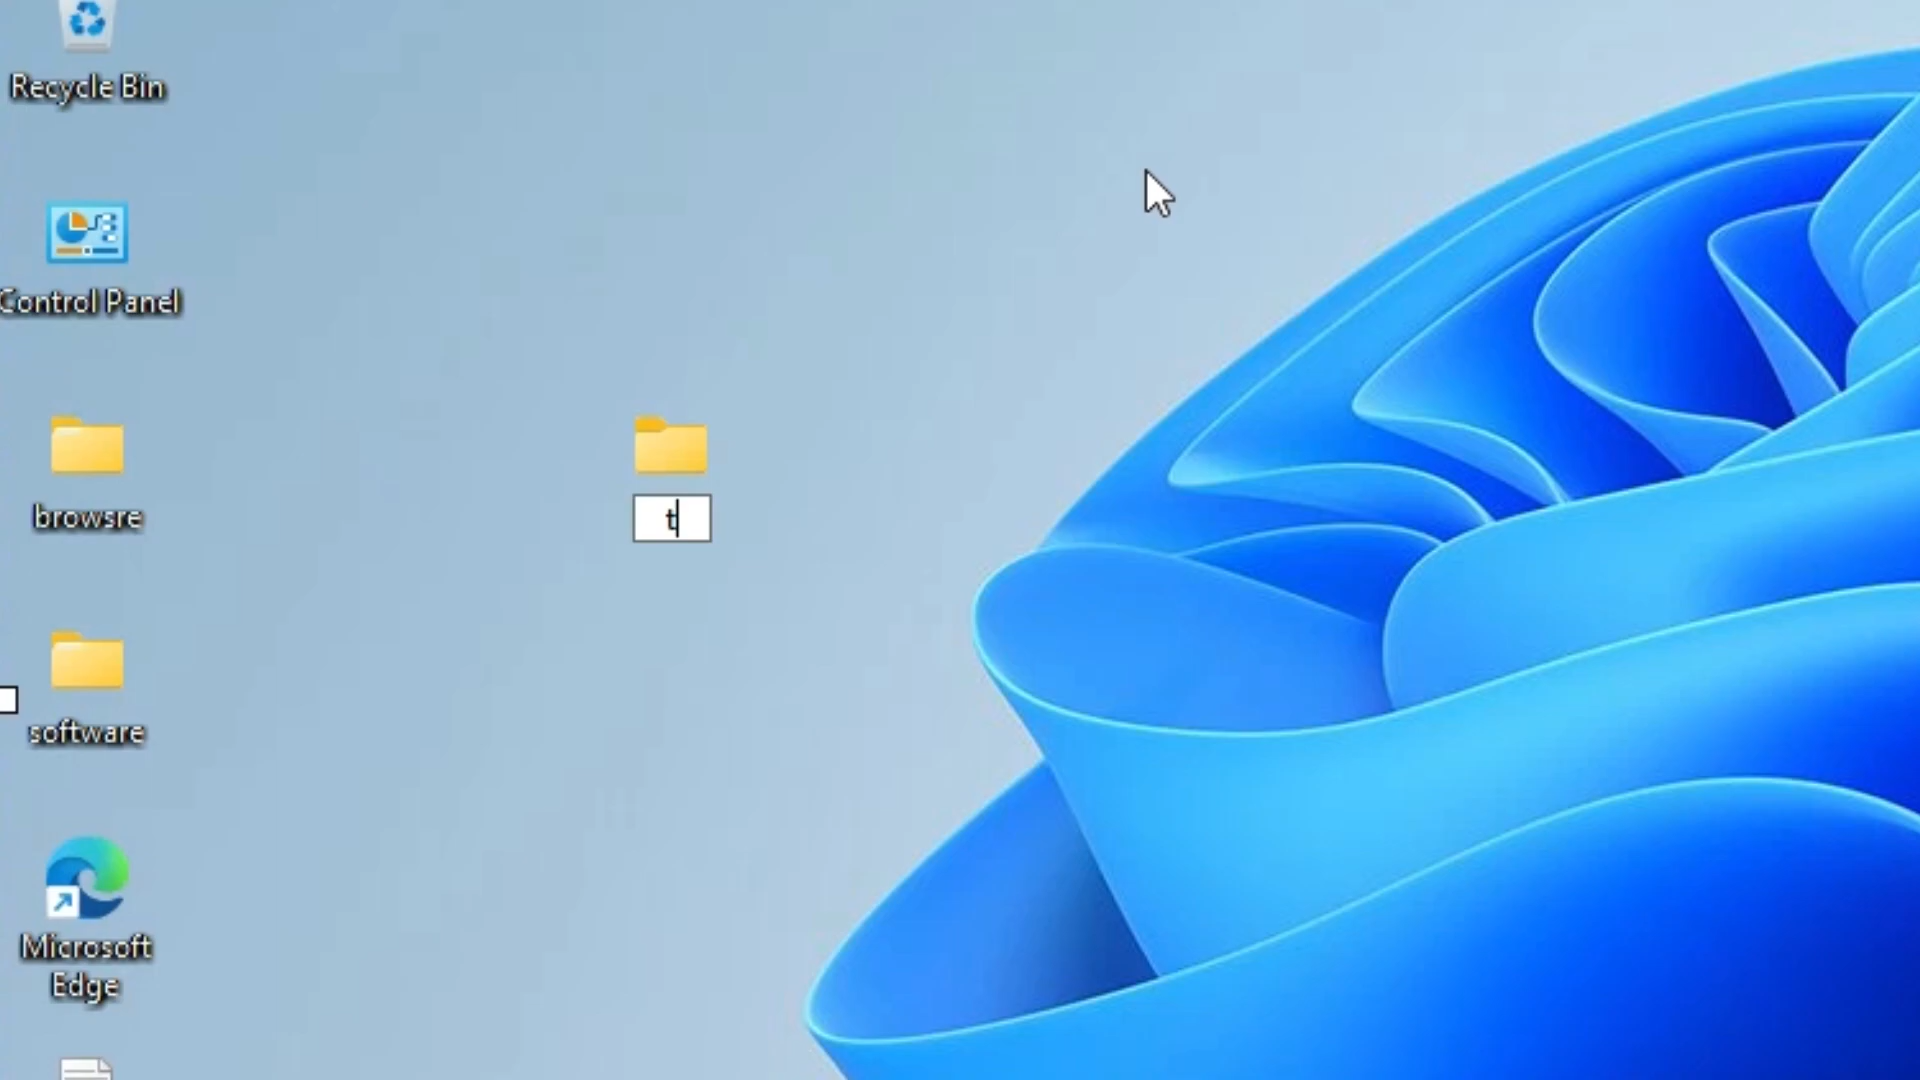 Recycle Bin
Control Panel
browsre
t
software
Microsoft
Edge